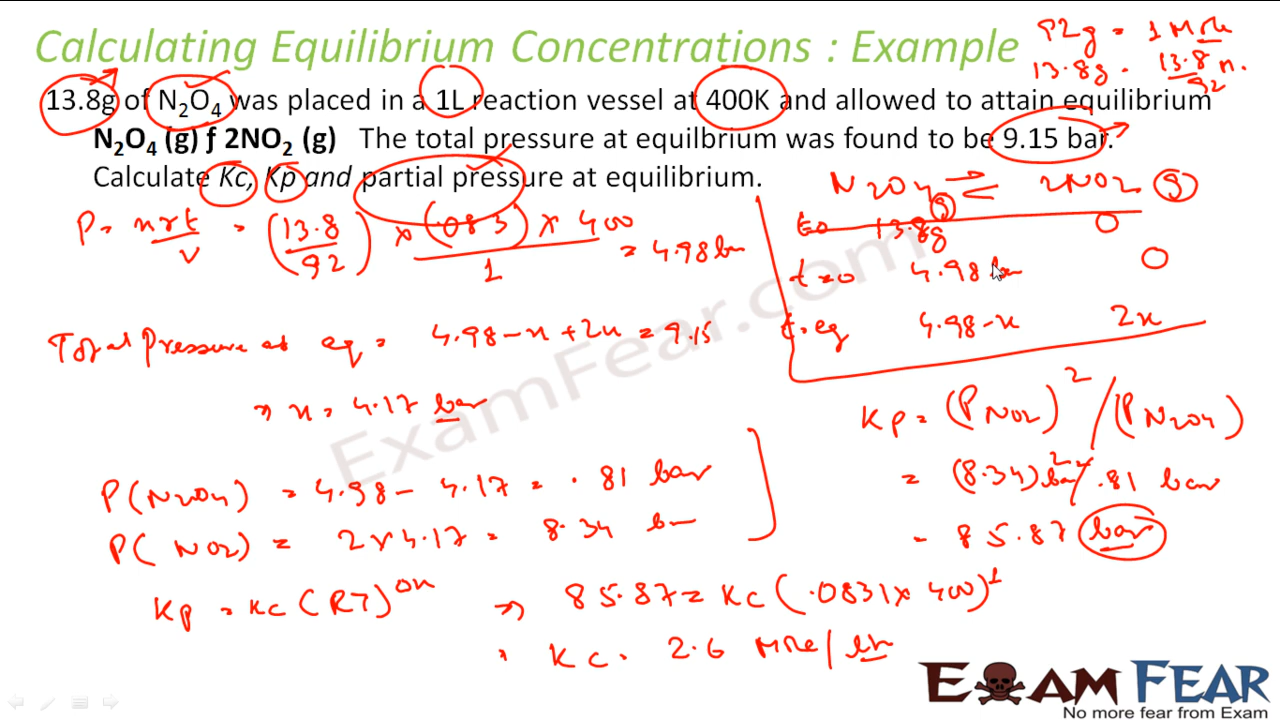 Calculating Equilibrium Concentrations : Example
92g = 1 Mole
13.8g = 13.8/92 n.
13.8g of N₂O₄ was placed in a 1L reaction vessel at 400K and allowed to attain equilibrium
N₂O₄ (g) ƒ 2NO₂ (g) The total pressure at equilbrium was found to be 9.15 bar.
Calculate Kc, Kp and partial pressure at equilibrium.
N2O4 (g) ⇌ 2NO2 (g)
t=0 13.8g 0
t=0 4.98 bar 0
t.eq 4.98-x 2x
P = nrt/v = (13.8/92) × (.083) × 400 / 1 = 4.98 bar
Total Pressure at eq = 4.98-x+2x = 9.15
⇒ x = 4.17 bar
P(N2O4) = 4.98 - 4.17 = .81 bar
P(NO2) = 2×4.17 = 8.34 bar
Kp = (PNO2)² / (PN2O4)
= (8.34)² bar² / .81 bar
= 85.87 bar
Kp = Kc (RT)^Δn ⇒ 85.87 = Kc (.0831×400)¹
⇒ Kc = 2.6 Mole/ltr
ExamFear.com
EXAM FEAR
No more fear from Exam